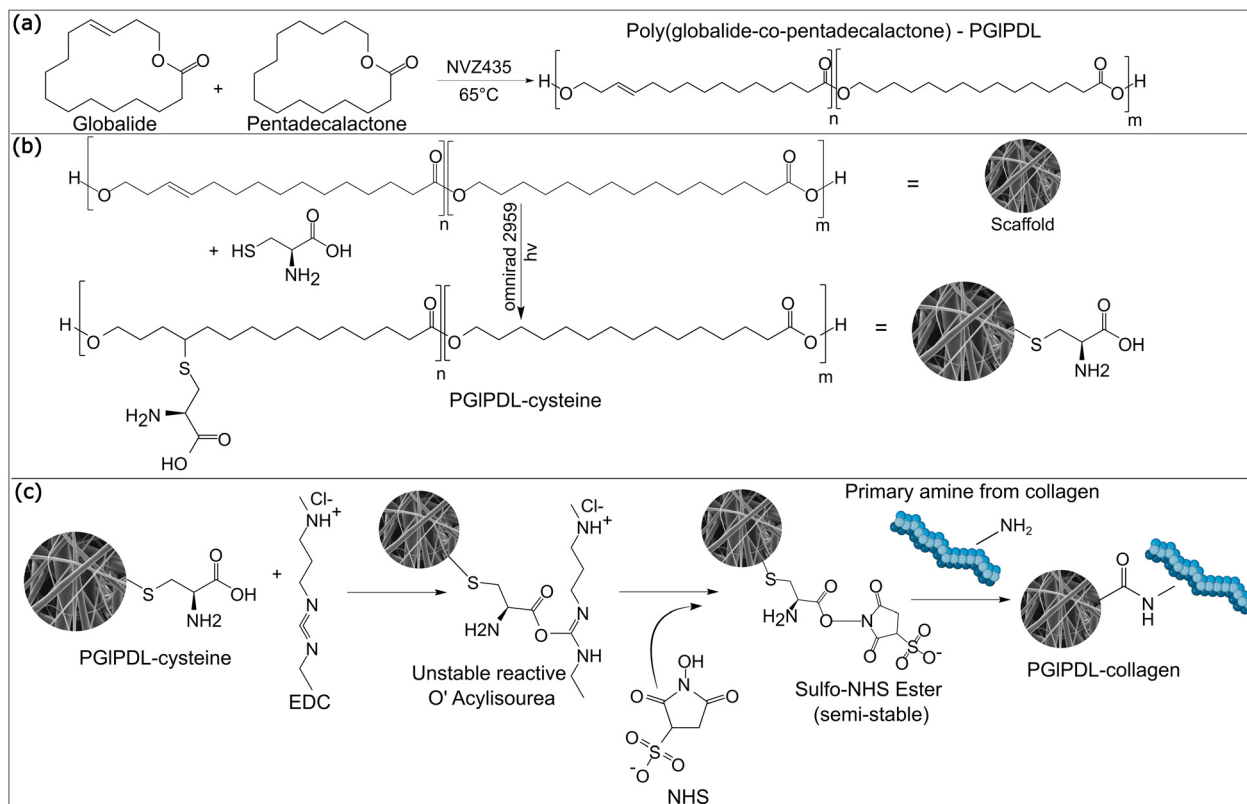 (a)
Poly(globalide-co-pentadecalactone) - PGlPDL
O
O
O
O
+
NVZ435
65°C
H
O
O
O
n
O
O
H
m
Globalide
Pentadecalactone
(b)
H
O
O
O
n
O
O
H
m
=
Scaffold
+
HS
O
OH
NH2
omnirad 2959
hv
H
O
O
O
n
O
O
H
m
=
S
O
OH
NH2
S
H2N
O
HO
PGlPDL-cysteine
(c)
S
O
OH
NH2
PGlPDL-cysteine
+
Cl-
NH+
N
N
EDC
S
H2N
O
O
Cl-
NH+
N
NH
Unstable reactive
O' Acylisourea
OH
N
O
O
O
S
O
-O
NHS
S
NH2
O
O
N
O
O
O
S
O
O-
Sulfo-NHS Ester
(semi-stable)
Primary amine from collagen
NH2
O
N
H
PGlPDL-collagen